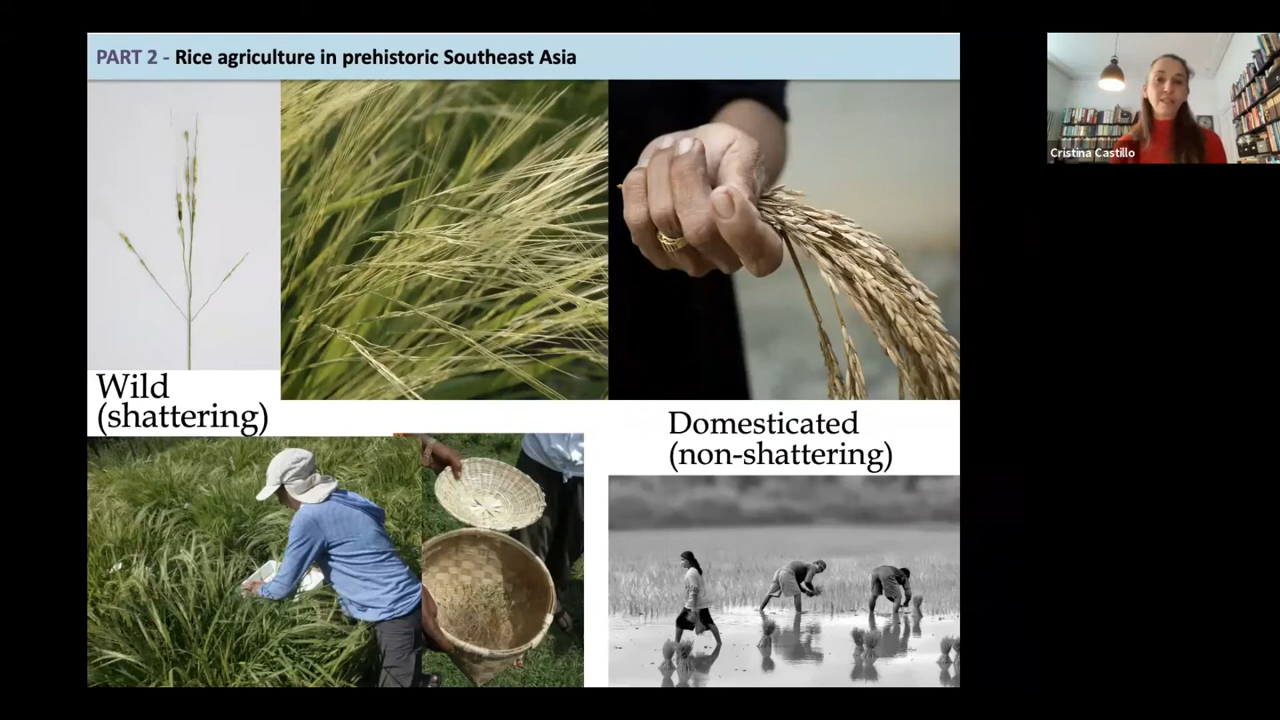 PART 2 - Rice agriculture in prehistoric Southeast Asia
Cristina Castillo
Wild
(shattering)
Domesticated
(non-shattering)